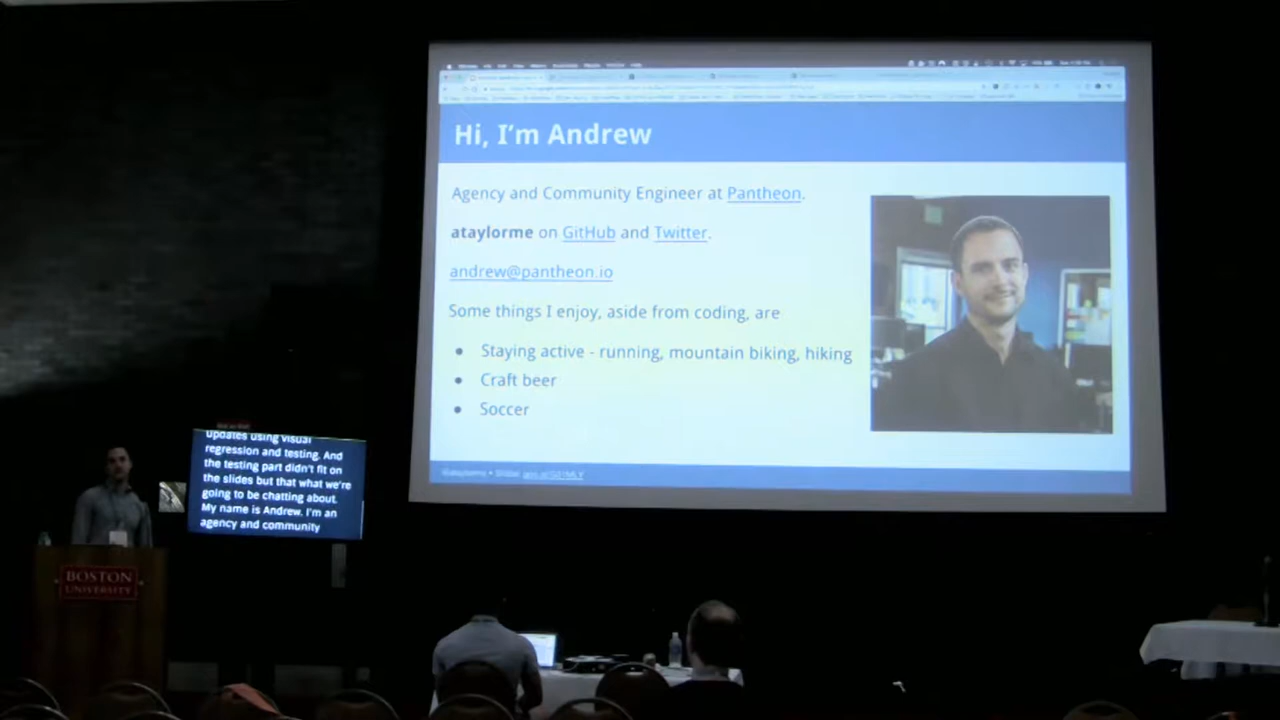 Hi, I'm Andrew
Agency and Community Engineer at Pantheon.
ataylorme on GitHub and Twitter.
andrew@pantheon.io
Some things I enjoy, aside from coding, are
● Staying active - running, mountain biking, hiking
● Craft beer
● Soccer
updates using visual
regression and testing. And
the testing part didn't fit on
the slides but that what we're
going to be chatting about.
My name is Andrew. I'm an
agency and community
BOSTON
UNIVERSITY